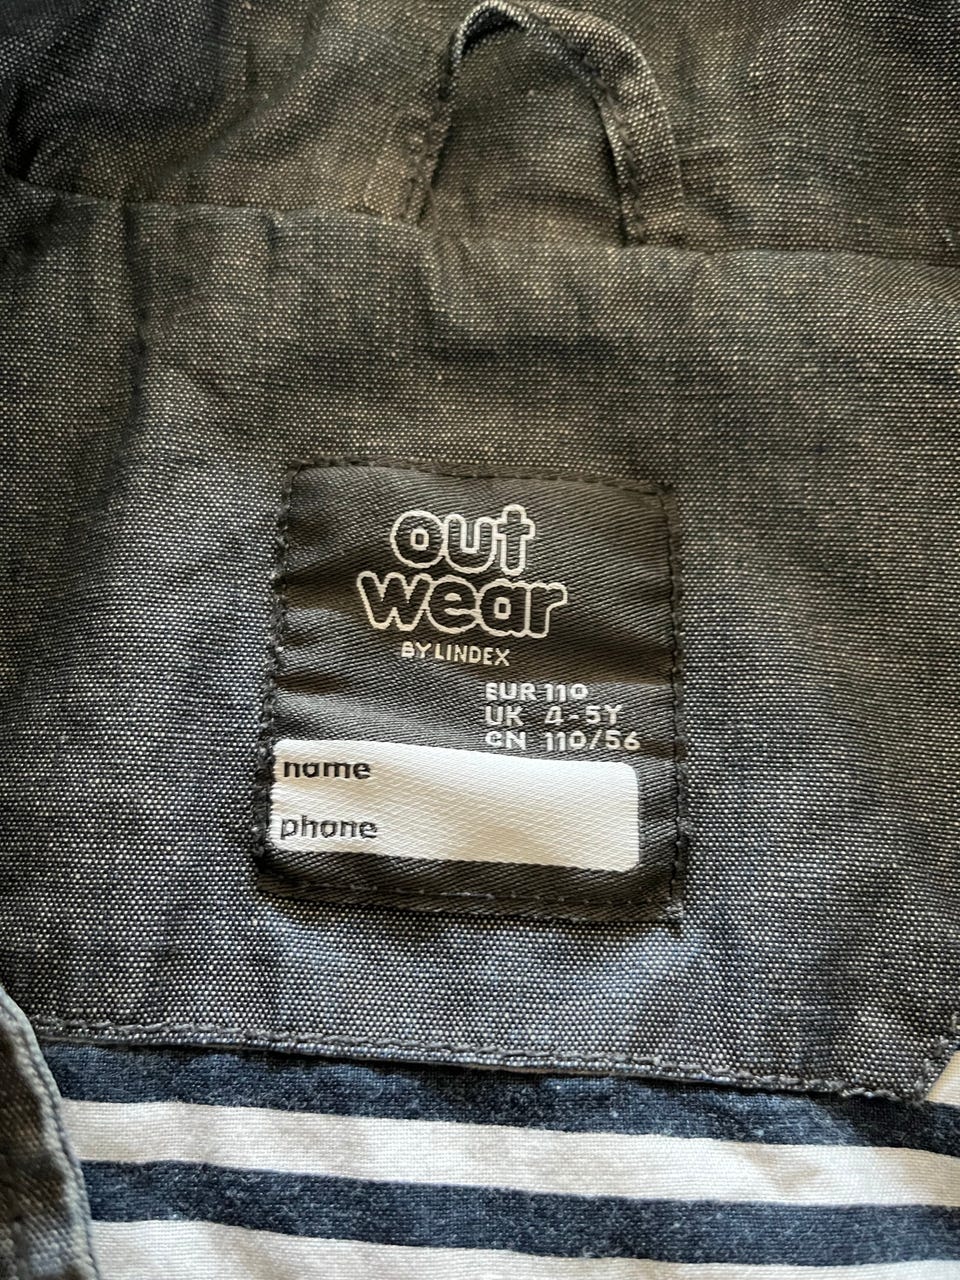 out
wear
BY LINDEX
EUR 110
UK 4-5Y
CN 110/56
name
phone